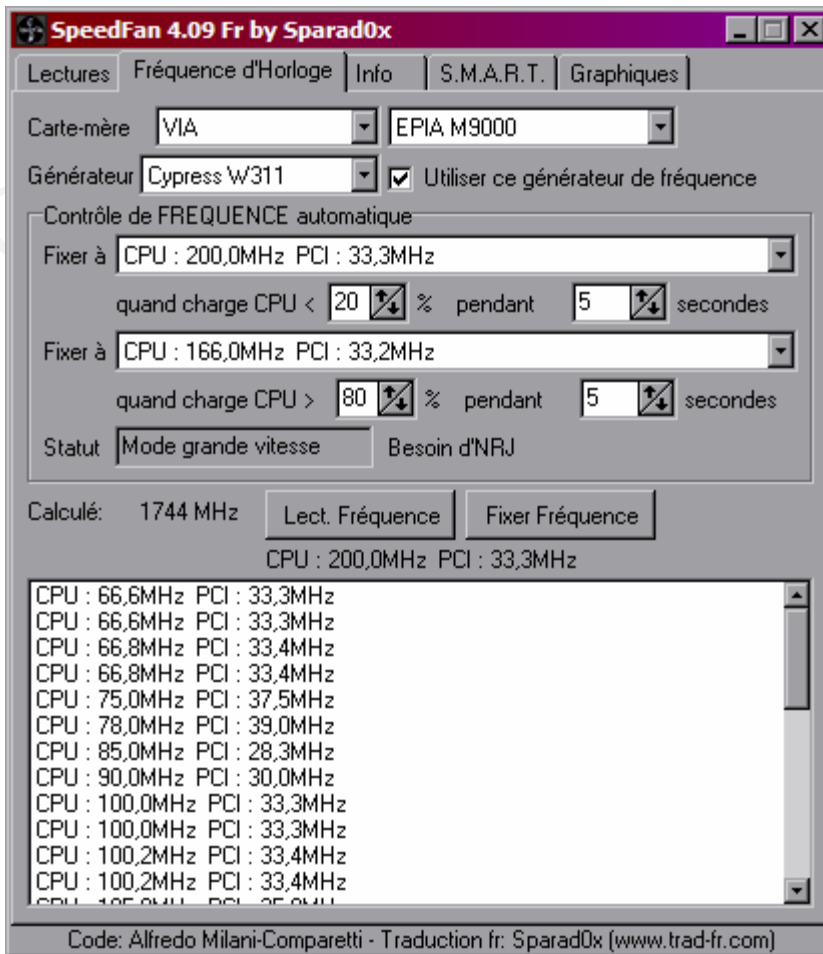 SpeedFan 4.09 Fr by Sparad0x
Lectures Fréquence d'Horloge Info S.M.A.R.T. Graphiques
Carte-mère VIA EPIA M9000
Générateur Cypress W311 Utiliser ce générateur de fréquence
Contrôle de FREQUENCE automatique
Fixer à CPU : 200,0MHz PCI : 33,3MHz
quand charge CPU < 20 % pendant 5 secondes
Fixer à CPU : 166,0MHz PCI : 33,2MHz
quand charge CPU > 80 % pendant 5 secondes
Statut Mode grande vitesse Besoin d'NRJ
Calculé: 1744 MHz Lect. Fréquence Fixer Fréquence
CPU : 200,0MHz PCI : 33,3MHz
CPU : 66,6MHz PCI : 33,3MHz
CPU : 66,6MHz PCI : 33,3MHz
CPU : 66,8MHz PCI : 33,4MHz
CPU : 66,8MHz PCI : 33,4MHz
CPU : 75,0MHz PCI : 37,5MHz
CPU : 78,0MHz PCI : 39,0MHz
CPU : 85,0MHz PCI : 28,3MHz
CPU : 90,0MHz PCI : 30,0MHz
CPU : 100,0MHz PCI : 33,3MHz
CPU : 100,0MHz PCI : 33,3MHz
CPU : 100,2MHz PCI : 33,4MHz
CPU : 100,2MHz PCI : 33,4MHz
Code: Alfredo Milani-Comparetti - Traduction fr: Sparad0x (www.trad-fr.com)